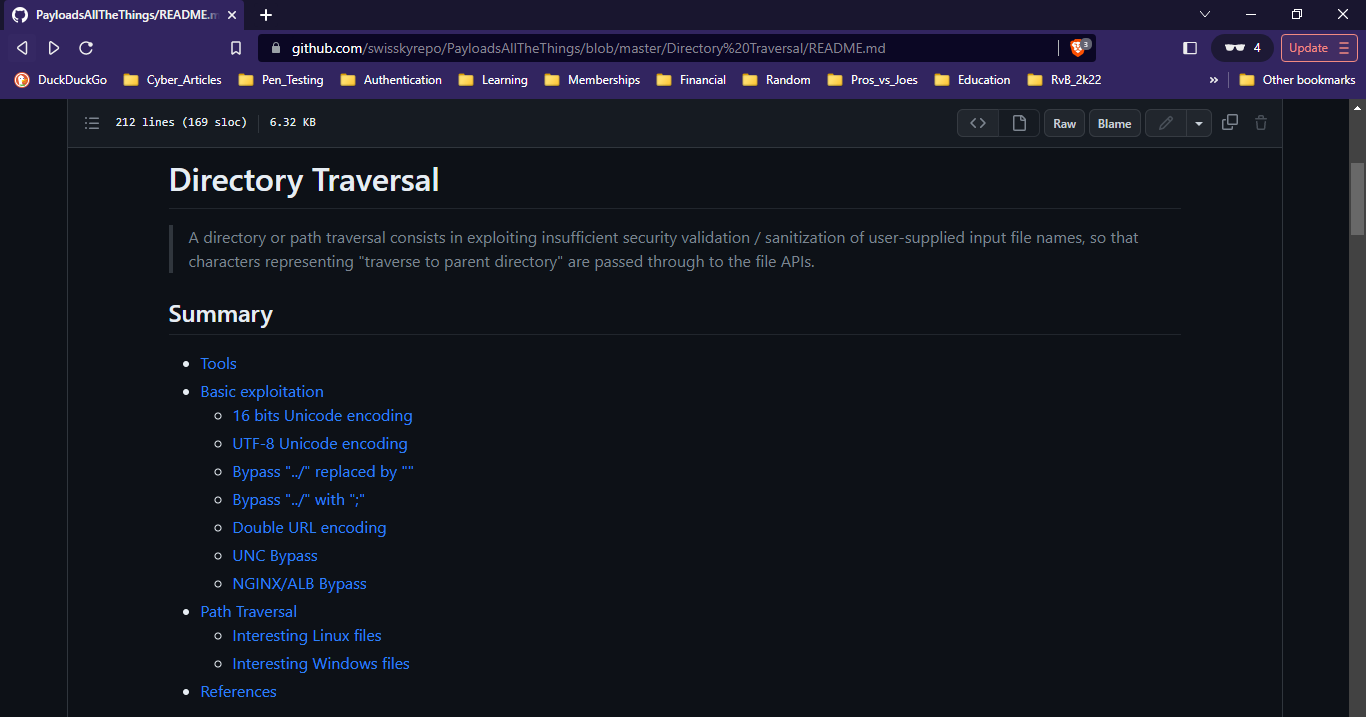 PayloadsAllTheThings/README.m
github.com/swisskyrepo/PayloadsAllTheThings/blob/master/Directory%20Traversal/README.md
3
4
Update
DuckDuckGo Cyber_Articles Pen_Testing Authentication Learning Memberships Financial Random Pros_vs_Joes Education RvB_2k22 » Other bookmarks
212 lines (169 sloc) 6.32 KB
<> Raw Blame
Directory Traversal
A directory or path traversal consists in exploiting insufficient security validation / sanitization of user-supplied input file names, so that
characters representing "traverse to parent directory" are passed through to the file APIs.
Summary
• Tools
• Basic exploitation
○ 16 bits Unicode encoding
○ UTF-8 Unicode encoding
○ Bypass "../" replaced by ""
○ Bypass "../" with ";"
○ Double URL encoding
○ UNC Bypass
○ NGINX/ALB Bypass
• Path Traversal
○ Interesting Linux files
○ Interesting Windows files
• References